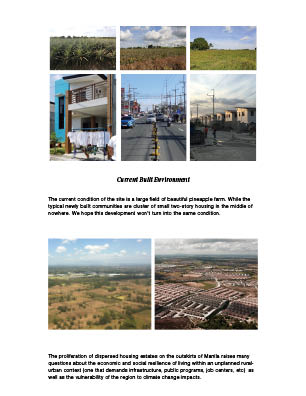 Current Built Environment
The current condition of the site is a large field of beautiful pineapple farm. While the
typical newly built communities are cluster of small two-story housing in the middle of
nowhere. We hope this development won't turn into the same condition.
The proliferation of dispersed housing estates on the outskirts of Manila raises many
questions about the economic and social resilience of living within an unplanned rural-
urban context (one that demands infrastructure, public programs, job centers, etc) as
well as the vulnerability of the region to climate change impacts.